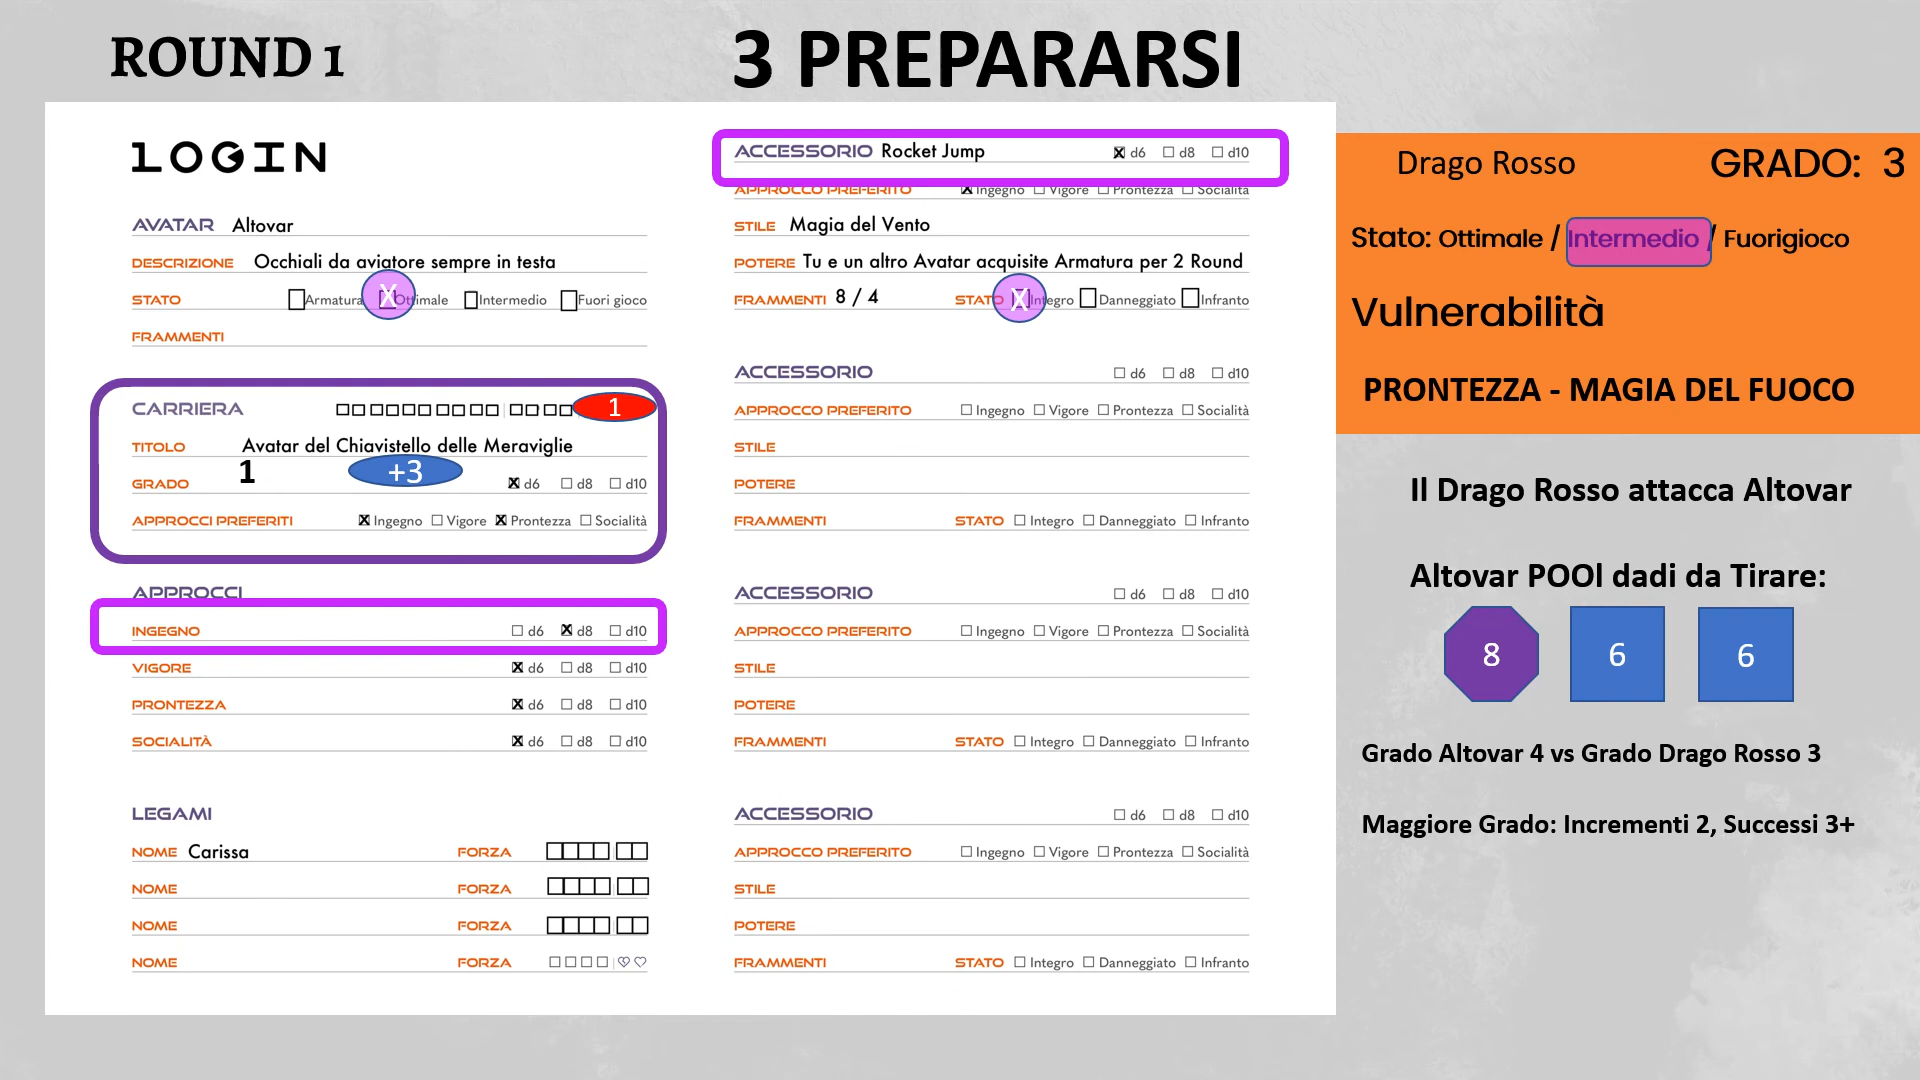 ROUND 1
3 PREPARARSI
LOGIN
AVATAR Altovar
DESCRIZIONE Occhiali da aviatore sempre in testa
STATO Armatura X Ottimale Intermedio Fuori gioco
FRAMMENTI
CARRIERA 1
TITOLO Avatar del Chiavistello delle Meraviglie
GRADO 1 +3 X d6 d8 d10
APPROCCI PREFERITI X Ingegno Vigore X Prontezza Socialità
APPROCCI
INGEGNO d6 X d8 d10
VIGORE X d6 d8 d10
PRONTEZZA X d6 d8 d10
SOCIALITÀ X d6 d8 d10
LEGAMI
NOME Carissa FORZA
NOME FORZA
NOME FORZA
NOME FORZA
ACCESSORIO Rocket Jump X d6 d8 d10
APPROCCO PREFERITO X Ingegno Vigore Prontezza Socialità
STILE Magia del Vento
POTERE Tu e un altro Avatar acquisite Armatura per 2 Round
FRAMMENTI 8 / 4 STATO X Integro Danneggiato Infranto
ACCESSORIO d6 d8 d10
APPROCCO PREFERITO Ingegno Vigore Prontezza Socialità
STILE
POTERE
FRAMMENTI STATO Integro Danneggiato Infranto
ACCESSORIO d6 d8 d10
APPROCCO PREFERITO Ingegno Vigore Prontezza Socialità
STILE
POTERE
FRAMMENTI STATO Integro Danneggiato Infranto
ACCESSORIO d6 d8 d10
APPROCCO PREFERITO Ingegno Vigore Prontezza Socialità
STILE
POTERE
FRAMMENTI STATO Integro Danneggiato Infranto
Drago Rosso GRADO: 3
Stato: Ottimale / Intermedio / Fuorigioco
Vulnerabilità
PRONTEZZA - MAGIA DEL FUOCO
Il Drago Rosso attacca Altovar
Altovar POOl dadi da Tirare:
8 6 6
Grado Altovar 4 vs Grado Drago Rosso 3
Maggiore Grado: Incrementi 2, Successi 3+